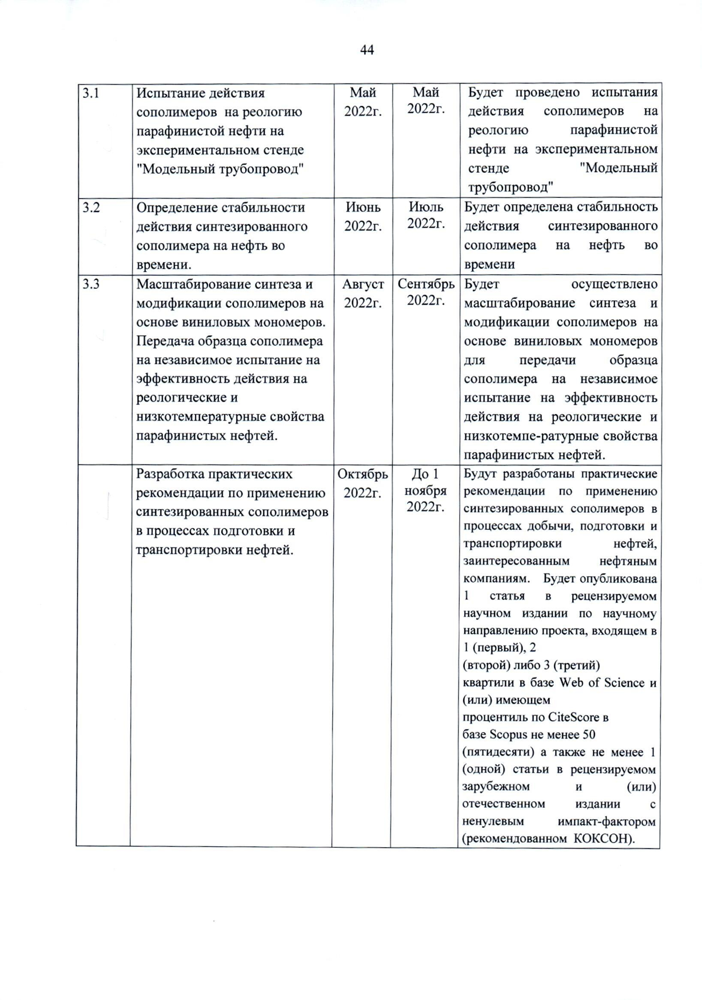 44
3.1
Испытание действия
сополимеров на реологию
парафинистой нефти на
экспериментальном стенде
"Модельный трубопровод"
Май
2022г.
Май
2022г.
Будет проведено испытания
действия сополимеров на
реологию парафинистой
нефти на экспериментальном
стенде "Модельный
трубопровод"
3.2
Определение стабильности
действия синтезированного
сополимера на нефть во
времени.
Июнь
2022г.
Июль
2022г.
Будет определена стабильность
действия синтезированного
сополимера на нефть во
времени
3.3
Масштабирование синтеза и
модификации сополимеров на
основе виниловых мономеров.
Передача образца сополимера
на независимое испытание на
эффективность действия на
реологические и
низкотемпературные свойства
парафинистых нефтей.
Август
2022г.
Сентябрь
2022г.
Будет осуществлено
масштабирование синтеза и
модификации сополимеров на
основе виниловых мономеров
для передачи образца
сополимера на независимое
испытание на эффективность
действия на реологические и
низкотемпе-ратурные свойства
парафинистых нефтей.
Разработка практических
рекомендации по применению
синтезированных сополимеров
в процессах подготовки и
транспортировки нефтей.
Октябрь
2022г.
До 1
ноября
2022г.
Будут разработаны практические
рекомендации по применению
синтезированных сополимеров в
процессах добычи, подготовки и
транспортировки нефтей,
заинтересованным нефтяным
компаниям. Будет опубликована
1 статья в рецензируемом
научном издании по научному
направлению проекта, входящем в
1 (первый), 2
(второй) либо 3 (третий)
квартили в базе Web of Science и
(или) имеющем
процентиль по CiteScore в
базе Scopus не менее 50
(пятидесяти) а также не менее 1
(одной) статьи в рецензируемом
зарубежном и (или)
отечественном издании с
ненулевым импакт-фактором
(рекомендованном КОКСОН).